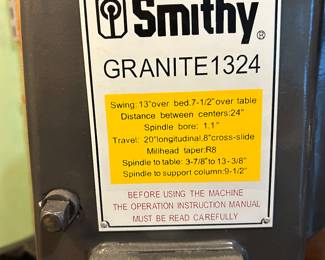 Smithy®
GRANITE1324
Swing: 13"over bed.7-1/2"over table
Distance between centers:24"
Spindle bore: 1.1"
Travel: 20"longitudinal,8"cross-slide
Millhead taper:R8
Spindle to table: 3-7/8"to 13-3/8"
Spindle to support column:9-1/2"
BEFORE USING THE MACHINE
THE OPERATION INSTRUCTION MANUAL
MUST BE READ CAREFULLY